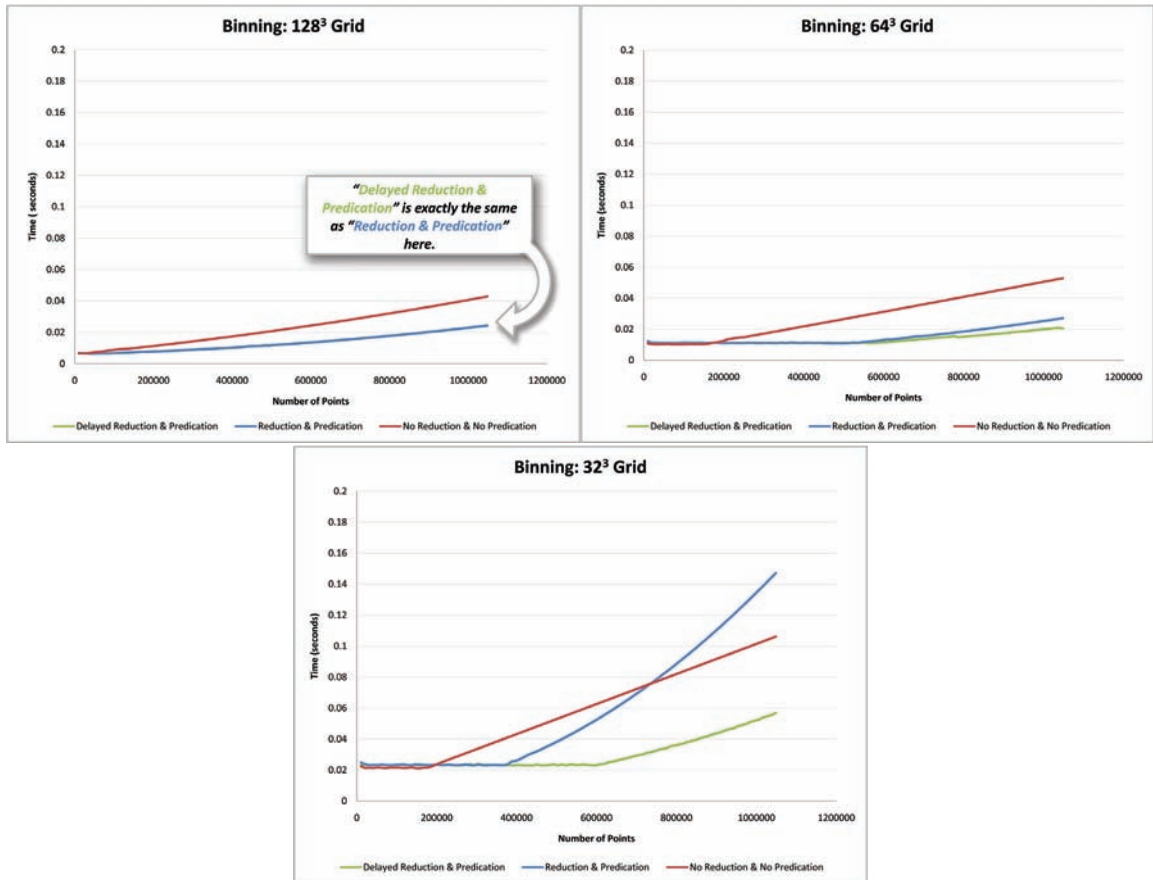 Binning: 128³ Grid
0.2
0.18
0.16
0.14
0.12
0.1
0.08
0.06
0.04
0.02
0
Time ( seconds)
"Delayed Reduction &
Predication" is exactly the same
as "Reduction & Predication"
here.
0 200000 400000 600000 800000 1000000 1200000
Number of Points
Delayed Reduction & Predication Reduction & Predication No Reduction & No Predication
Binning: 64³ Grid
0.2
0.18
0.16
0.14
0.12
0.1
0.08
0.06
0.04
0.02
0
Time (seconds)
0 200000 400000 600000 800000 1000000 1200000
Number of Points
Delayed Reduction & Predication Reduction & Predication No Reduction & No Predication
Binning: 32³ Grid
0.2
0.18
0.16
0.14
0.12
0.1
0.08
0.06
0.04
0.02
0
Time (seconds)
0 200000 400000 600000 800000 1000000 1200000
Number of Points
Delayed Reduction & Predication Reduction & Predication No Reduction & No Predication